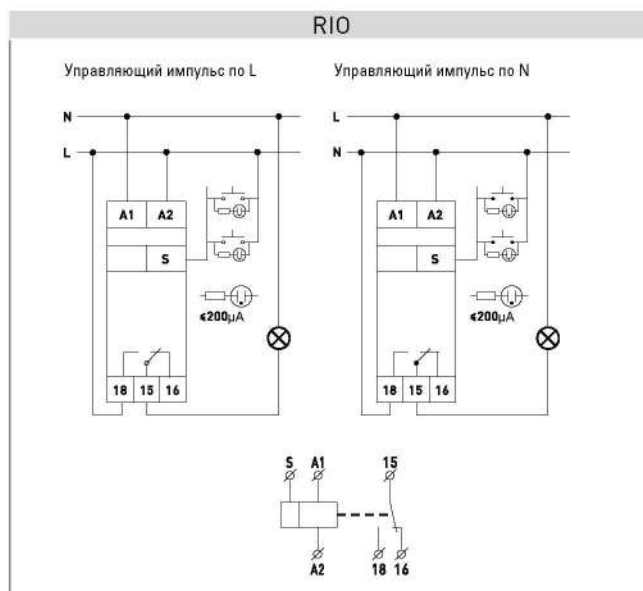 RIO
Управляющий импульс по L
Управляющий импульс по N
N
L
A1 A2
S
≤200µA
18 15 16
L
N
A1 A2
S
≤200µA
18 15 16
S A1 15
A2 18 16